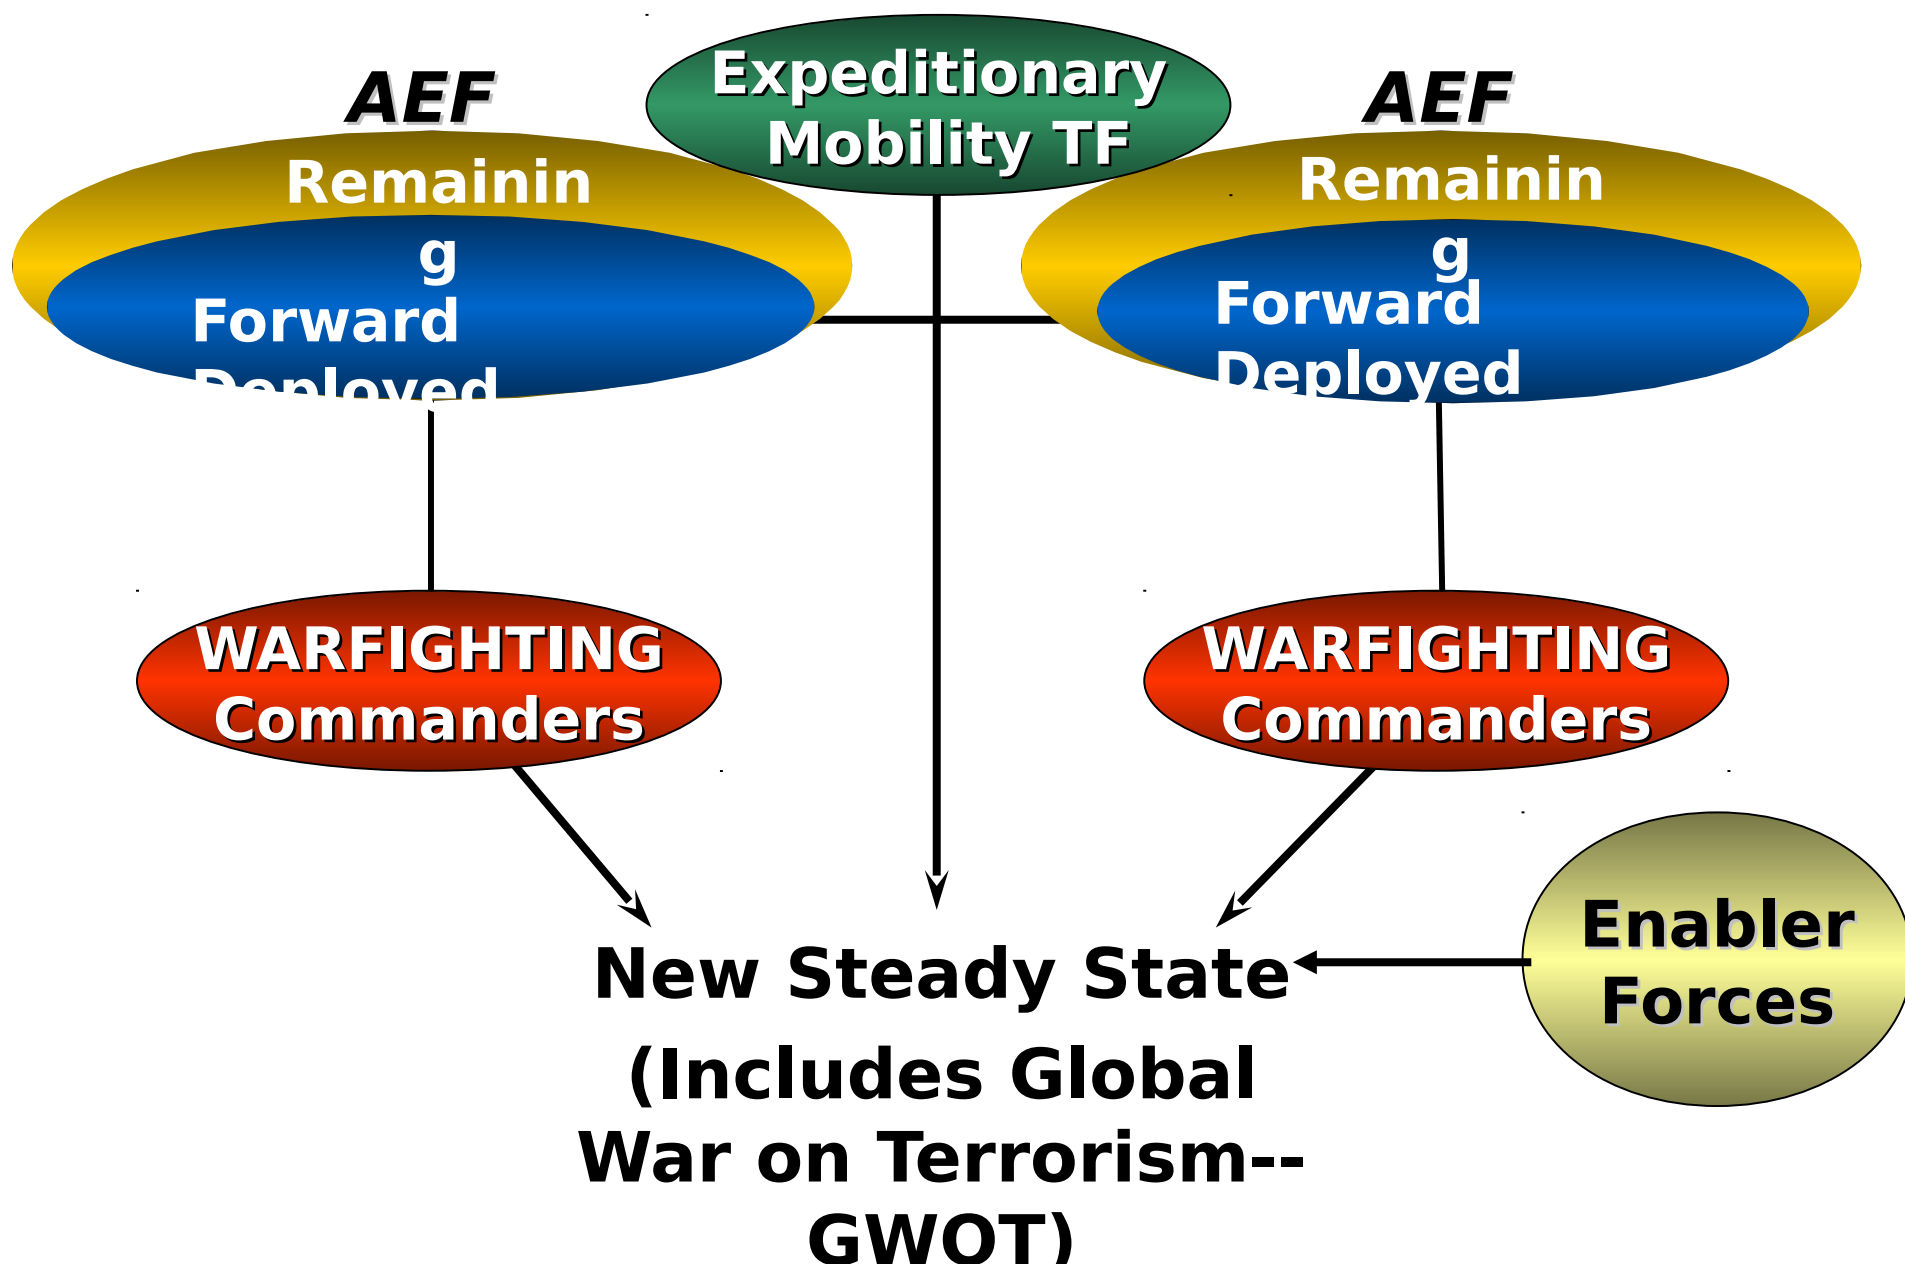 Expeditionary
Mobility TF
AEF
Remainin
g
Forward
Deployed
AEF
Remainin
g
Forward
Deployed
WARFIGHTING
Commanders
WARFIGHTING
Commanders
Enabler
Forces
New Steady State
(Includes Global
War on Terrorism--
GWOT)